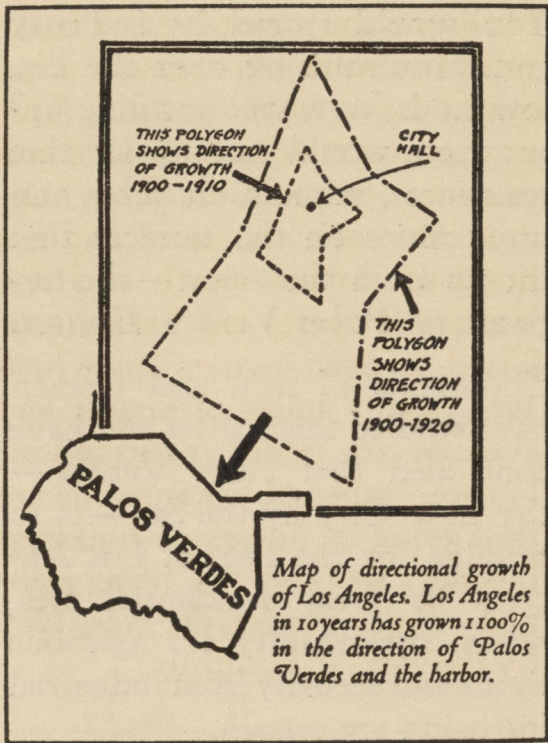 THIS POLYGON
SHOWS DIRECTION
OF GROWTH
1900-1910
CITY
HALL
THIS
POLYGON
SHOWS
DIRECTION
OF GROWTH
1900-1920
PALOS VERDES
Map of directional growth
of Los Angeles. Los Angeles
in 10 years has grown 1100%
in the direction of Palos
Verdes and the harbor.